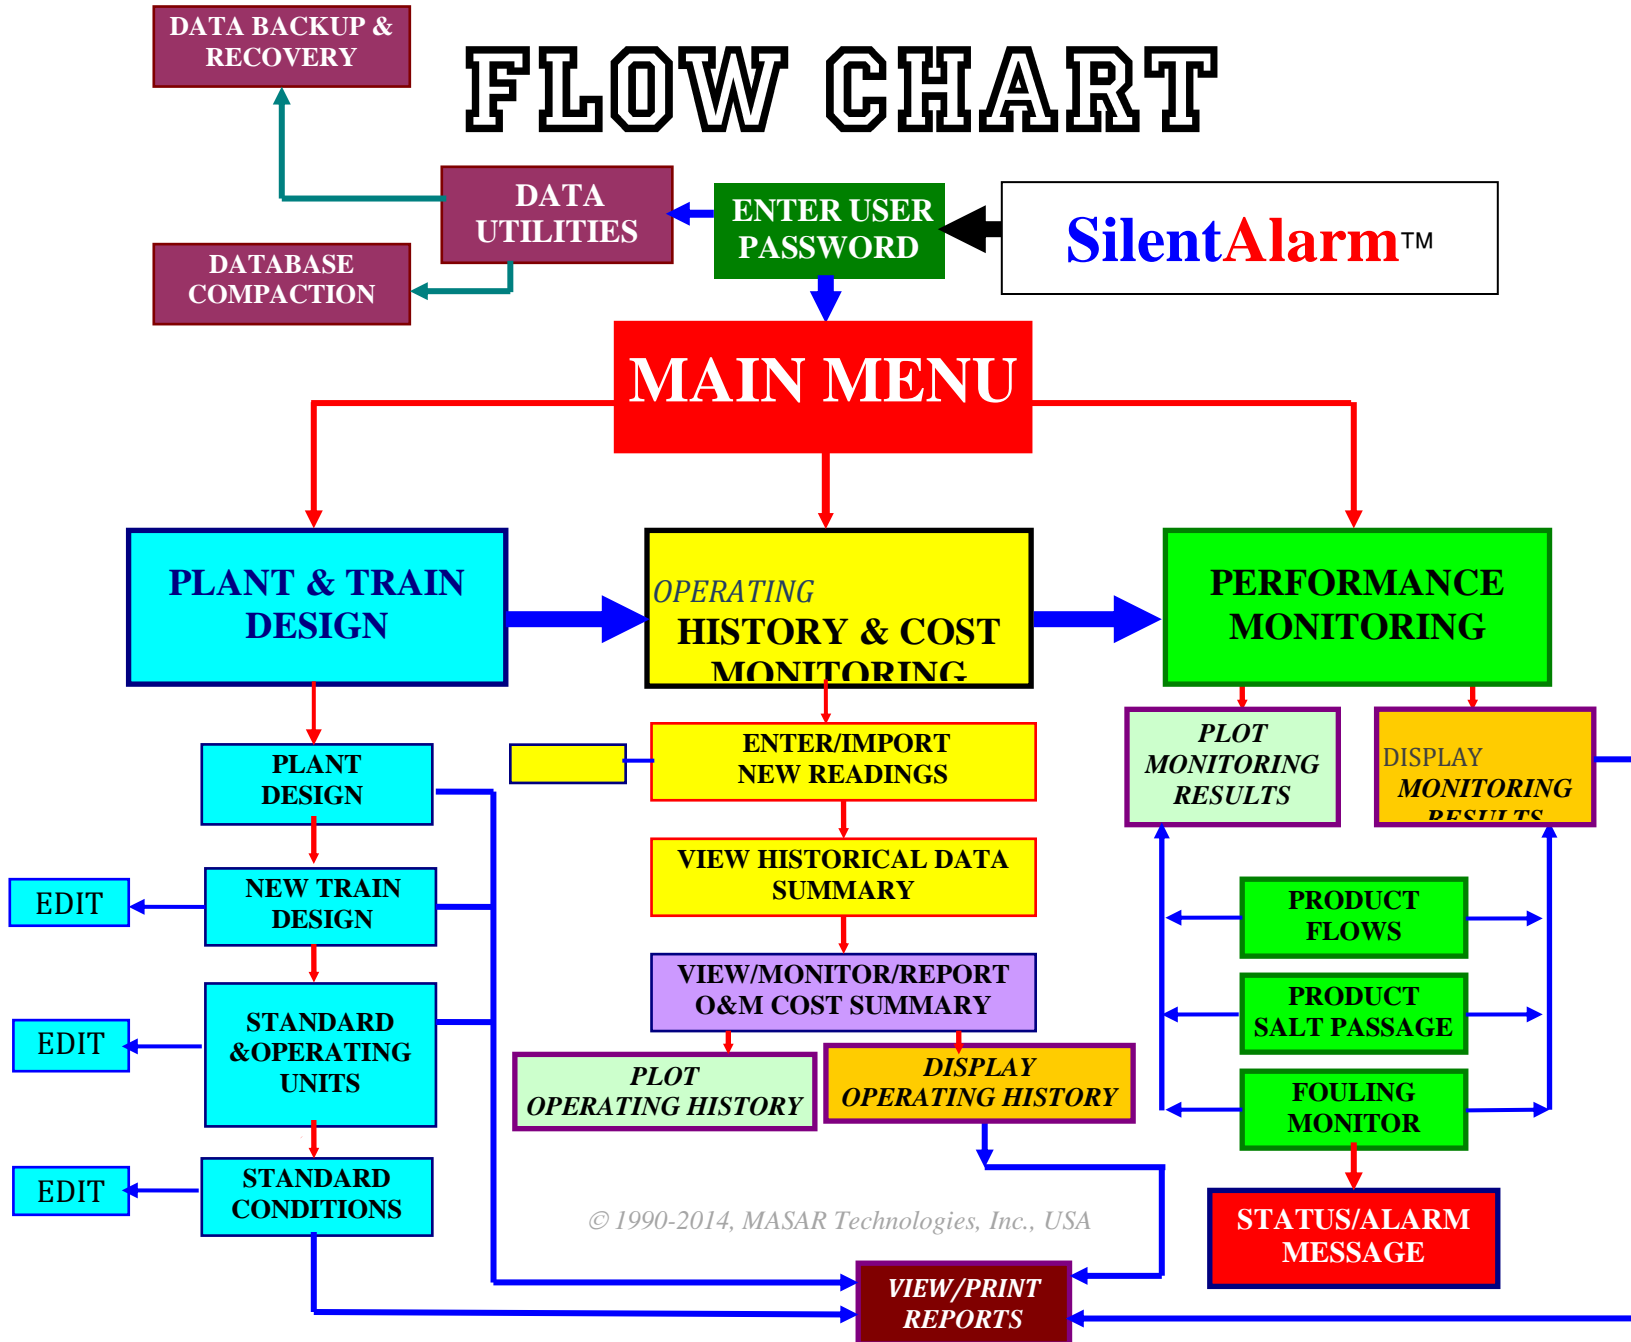 DATA BACKUP &
RECOVERY
FLOW CHART
DATA
UTILITIES
ENTER USER
PASSWORD
SilentAlarm™
DATABASE
COMPACTION
MAIN MENU
PLANT & TRAIN
DESIGN
OPERATING
HISTORY & COST
MONITORING
PERFORMANCE
MONITORING
PLANT
DESIGN
NEW TRAIN
DESIGN
EDIT
STANDARD
&OPERATING
UNITS
EDIT
STANDARD
CONDITIONS
EDIT
ENTER/IMPORT
NEW READINGS
VIEW HISTORICAL DATA
SUMMARY
VIEW/MONITOR/REPORT
O&M COST SUMMARY
PLOT
OPERATING HISTORY
DISPLAY
OPERATING HISTORY
PLOT
MONITORING
RESULTS
DISPLAY
MONITORING
RESULTS
PRODUCT
FLOWS
PRODUCT
SALT PASSAGE
FOULING
MONITOR
STATUS/ALARM
MESSAGE
© 1990-2014, MASAR Technologies, Inc., USA
VIEW/PRINT
REPORTS